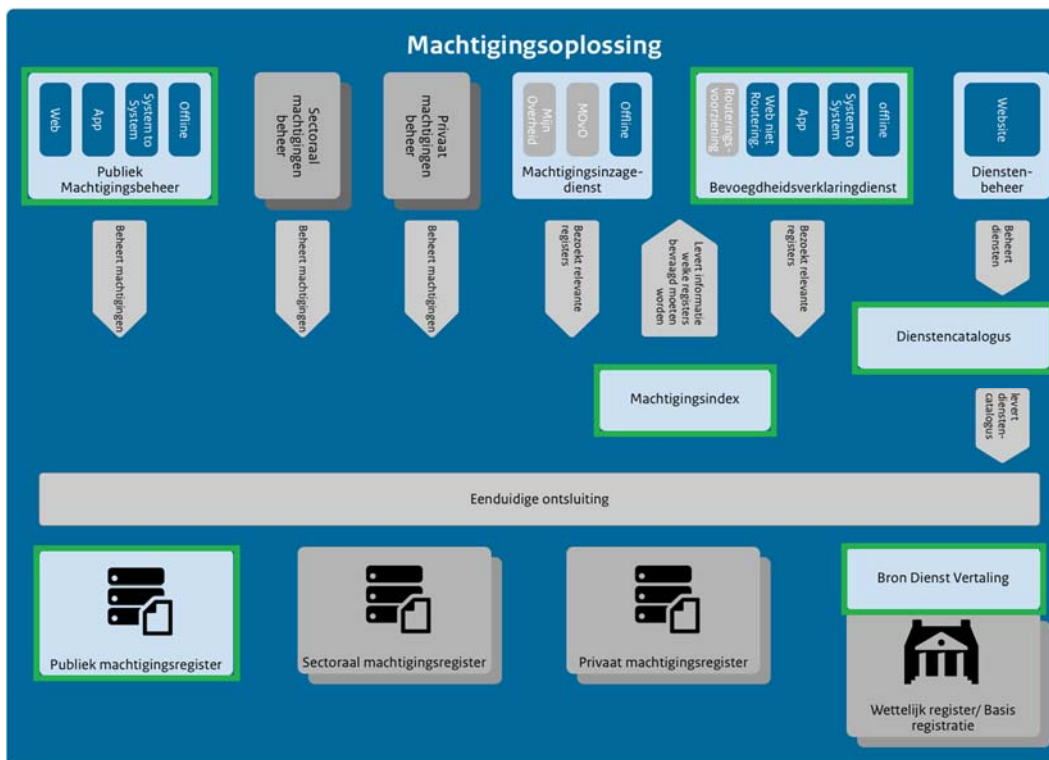 Machtigingsoplossing
Web
App
System to
System
Offline
Publiek
Machtigingsbeheer
Sectoraal
machtigingen
beheer
Privaat
machtigingen
beheer
Mijn
Overheid
MOvO
Offline
Machtigingsinzage-
dienst
Routerings-
voorziening
Web niet
Routering.
App
System to
System
offline
Bevoegdheidsverklaringdienst
Website
Diensten-
beheer
Beheert machtigingen
Beheert machtigingen
Beheert machtigingen
Bezoekt relevante
registers
Levert informatie
welke registers
bevraagd moeten
worden
Bezoekt relevante
registers
Beheert
diensten
Dienstencatalogus
Machtigingsindex
levert
diensten-
catalogus
Eenduidige ontsluiting
Publiek machtigingsregister
Sectoraal machtigingsregister
Privaat machtigingsregister
Bron Dienst Vertaling
Wettelijk register/ Basis
registratie